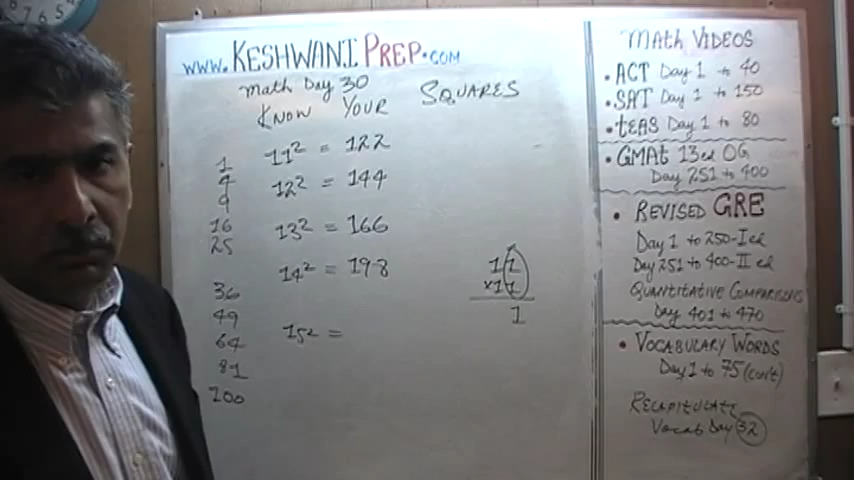 www.KESHWANIPREP.COM
Math Day 30
KNOW YOUR SQUARES
1
4
9
16
25
36
49
64
81
100
11² = 122
12² = 144
13² = 166
14² = 198
15² =
11
x11
1
Math VIDEOS
• ACT Day 1 to 40
• SAT Day 1 to 150
• tEAS Day 1 to 80
• GMAt 13ed OG
Day 251 to 400
• REVISED GRE
Day 1 to 250-I ed
Day 251 to 400-II ed
QUANTITATIVE COMPARISONS
Day 401 to 470
• VOCABULARY WORDS
Day 1 to 75 (cont)
RECAPITULATE
Vocab Day 32